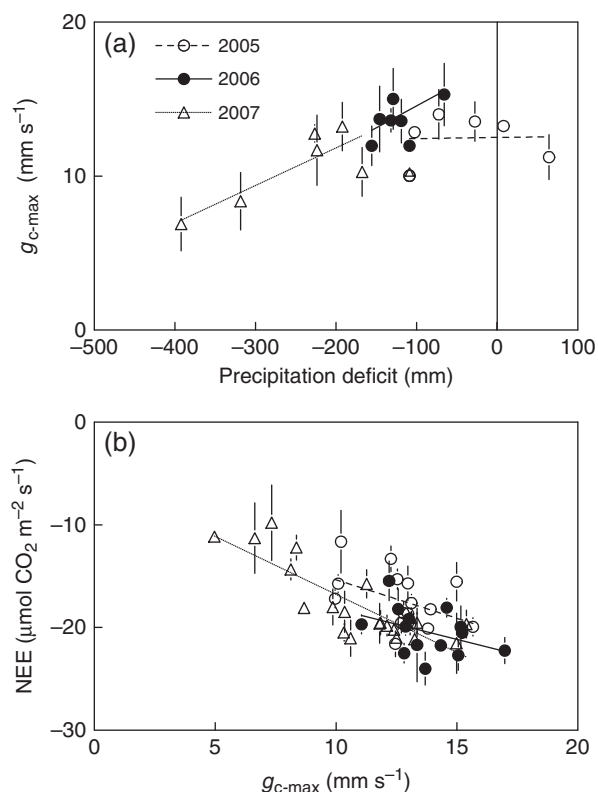 20
(a)
2005
2006
2007
10
0
g_c-max (mm s⁻¹)
−500 −400 −300 −200 −100 0 100
Precipitation deficit (mm)
0
(b)
−10
−20
−30
NEE (μmol CO₂ m⁻² s⁻¹)
0 5 10 15 20
g_c-max (mm s⁻¹)